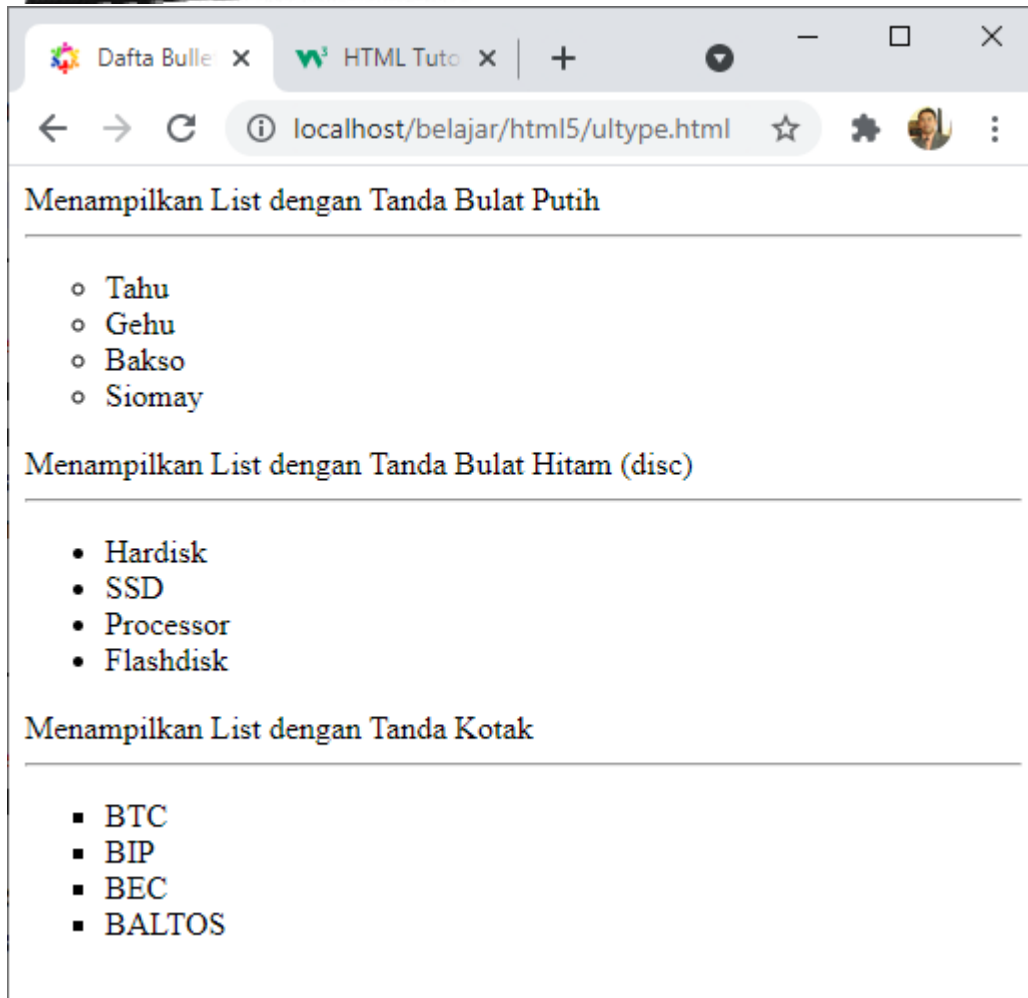 Dafta Bulle
HTML Tuto
localhost/belajar/html5/ultype.html
Menampilkan List dengan Tanda Bulat Putih
Tahu
Gehu
Bakso
Siomay
Menampilkan List dengan Tanda Bulat Hitam (disc)
Hardisk
SSD
Processor
Flashdisk
Menampilkan List dengan Tanda Kotak
BTC
BIP
BEC
BALTOS